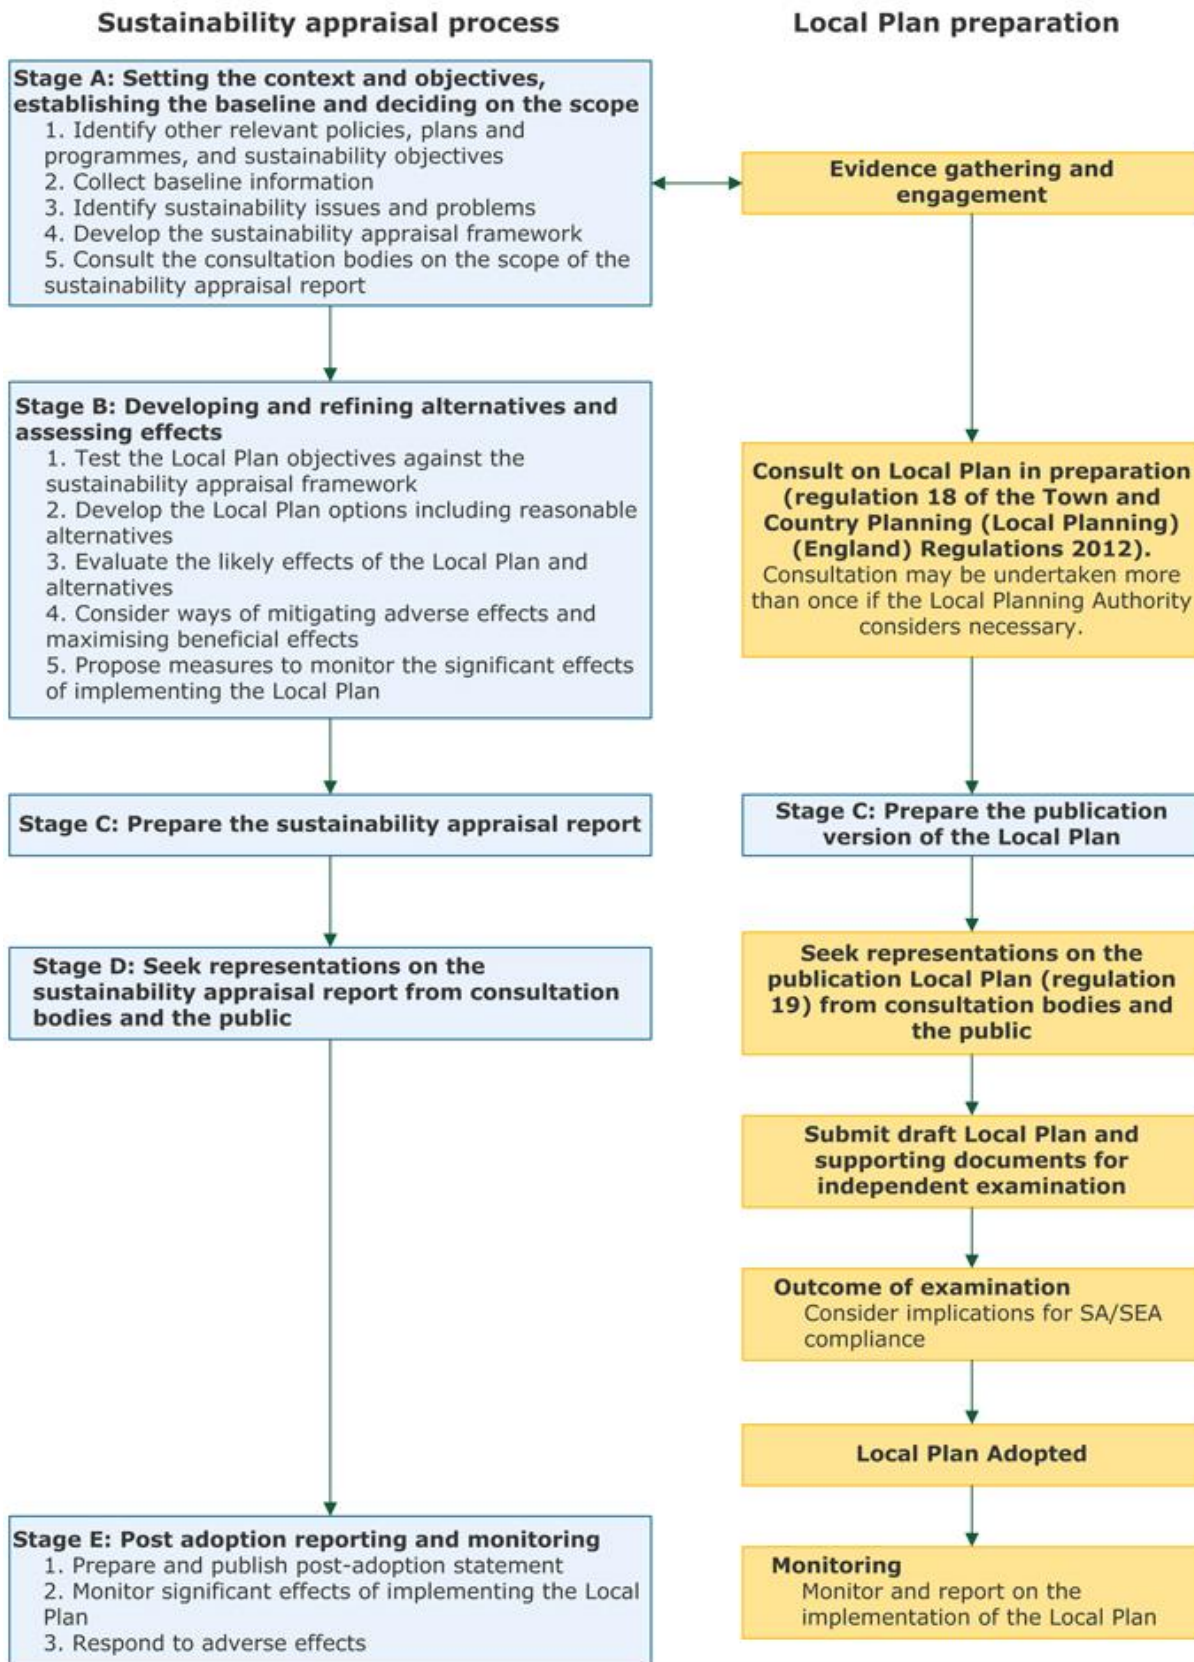 Sustainability appraisal process
Local Plan preparation
Stage A: Setting the context and objectives,
establishing the baseline and deciding on the scope
1. Identify other relevant policies, plans and
programmes, and sustainability objectives
2. Collect baseline information
3. Identify sustainability issues and problems
4. Develop the sustainability appraisal framework
5. Consult the consultation bodies on the scope of the
sustainability appraisal report
Evidence gathering and
engagement
Stage B: Developing and refining alternatives and
assessing effects
1. Test the Local Plan objectives against the
sustainability appraisal framework
2. Develop the Local Plan options including reasonable
alternatives
3. Evaluate the likely effects of the Local Plan and
alternatives
4. Consider ways of mitigating adverse effects and
maximising beneficial effects
5. Propose measures to monitor the significant effects
of implementing the Local Plan
Consult on Local Plan in preparation
(regulation 18 of the Town and
Country Planning (Local Planning)
(England) Regulations 2012).
Consultation may be undertaken more
than once if the Local Planning Authority
considers necessary.
Stage C: Prepare the sustainability appraisal report
Stage C: Prepare the publication
version of the Local Plan
Stage D: Seek representations on the
sustainability appraisal report from consultation
bodies and the public
Seek representations on the
publication Local Plan (regulation
19) from consultation bodies and
the public
Submit draft Local Plan and
supporting documents for
independent examination
Outcome of examination
Consider implications for SA/SEA
compliance
Local Plan Adopted
Stage E: Post adoption reporting and monitoring
1. Prepare and publish post-adoption statement
2. Monitor significant effects of implementing the Local
Plan
3. Respond to adverse effects
Monitoring
Monitor and report on the
implementation of the Local Plan